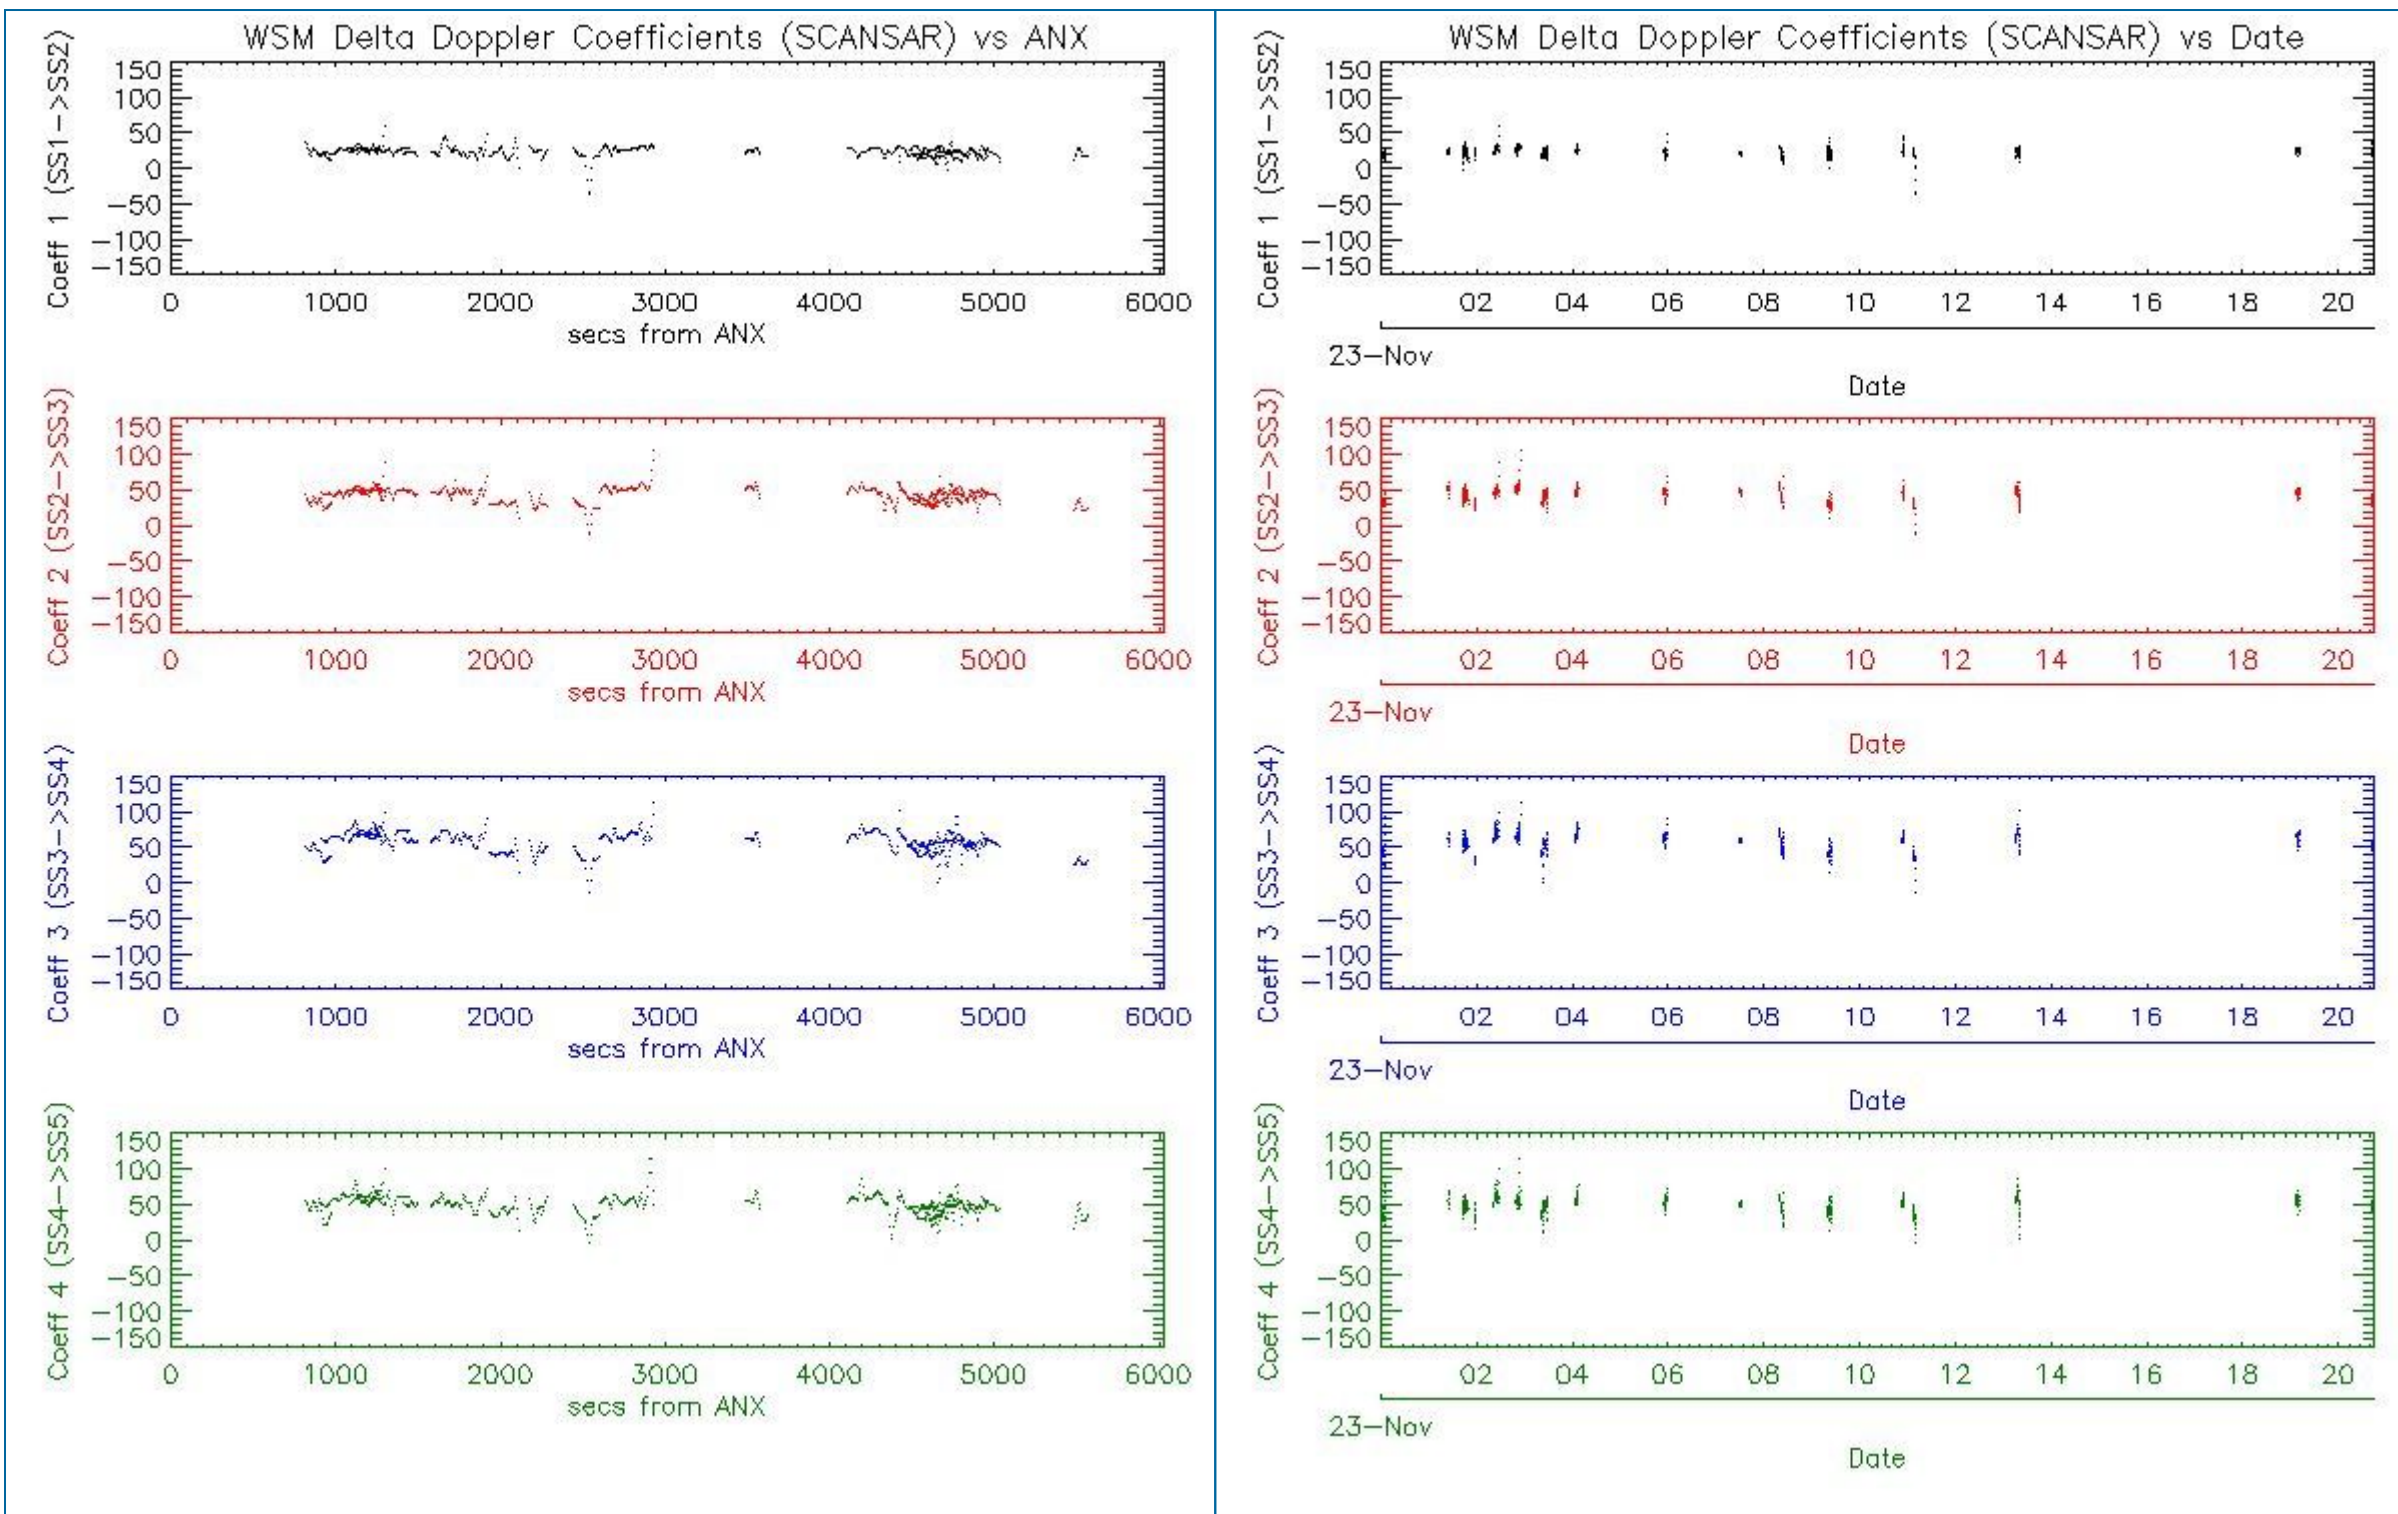 WSM Delta Doppler Coefficients (SCANSAR) vs ANX
Coeff 1 (SS1->SS2)
150
100
50
0
-50
-100
-150
0 1000 2000 3000 4000 5000 6000
secs from ANX
Coeff 2 (SS2->SS3)
150
100
50
0
-50
-100
-150
0 1000 2000 3000 4000 5000 6000
secs from ANX
Coeff 3 (SS3->SS4)
150
100
50
0
-50
-100
-150
0 1000 2000 3000 4000 5000 6000
secs from ANX
Coeff 4 (SS4->SS5)
150
100
50
0
-50
-100
-150
0 1000 2000 3000 4000 5000 6000
secs from ANX
WSM Delta Doppler Coefficients (SCANSAR) vs Date
Coeff 1 (SS1->SS2)
150
100
50
0
-50
-100
-150
02 04 06 08 10 12 14 16 18 20
23-Nov
Date
Coeff 2 (SS2->SS3)
150
100
50
0
-50
-100
-150
02 04 06 08 10 12 14 16 18 20
23-Nov
Date
Coeff 3 (SS3->SS4)
150
100
50
0
-50
-100
-150
02 04 06 08 10 12 14 16 18 20
23-Nov
Date
Coeff 4 (SS4->SS5)
150
100
50
0
-50
-100
-150
02 04 06 08 10 12 14 16 18 20
23-Nov
Date